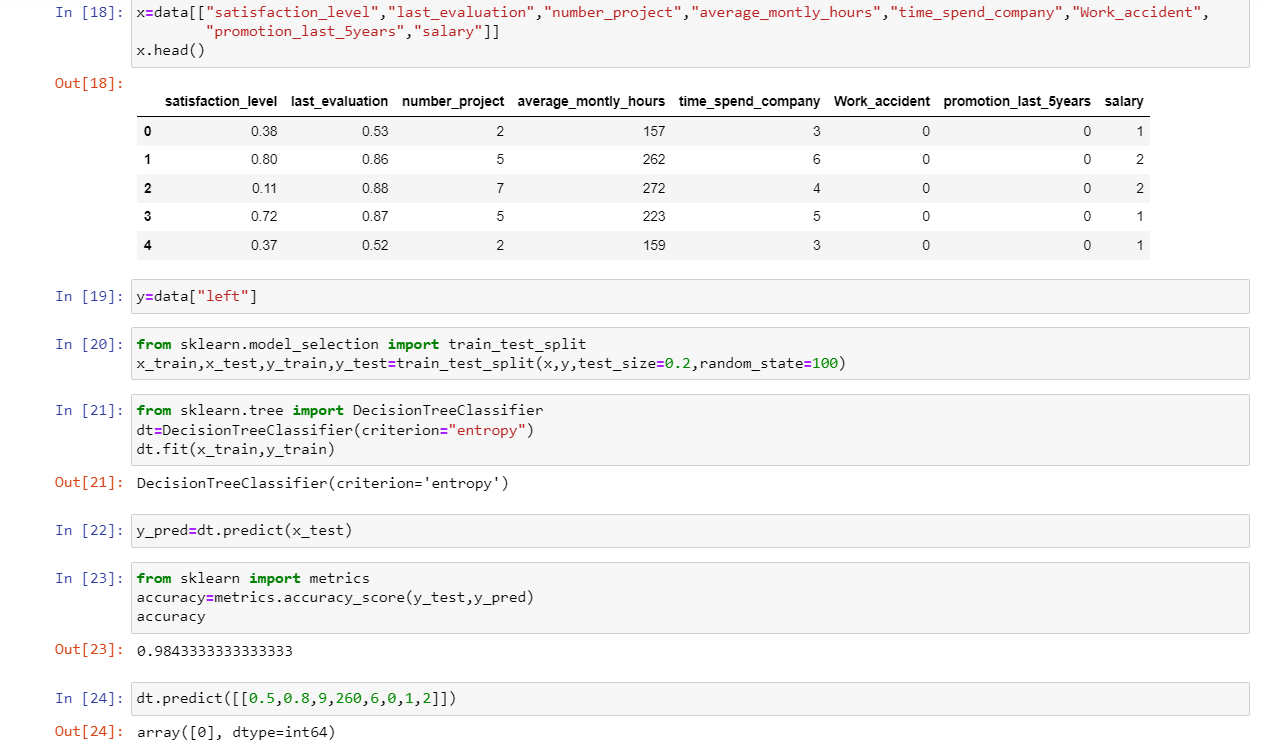 In [18]: x=data[["satisfaction_level","last_evaluation","number_project","average_montly_hours","time_spend_company","Work_accident",
"promotion_last_5years","salary"]]
x.head()
Out[18]:
satisfaction_level last_evaluation number_project average_montly_hours time_spend_company Work_accident promotion_last_5years salary
0 0.38 0.53 2 157 3 0 0 1
1 0.80 0.86 5 262 6 0 0 2
2 0.11 0.88 7 272 4 0 0 2
3 0.72 0.87 5 223 5 0 0 1
4 0.37 0.52 2 159 3 0 0 1
In [19]: y=data["left"]
In [20]: from sklearn.model_selection import train_test_split
x_train,x_test,y_train,y_test=train_test_split(x,y,test_size=0.2,random_state=100)
In [21]: from sklearn.tree import DecisionTreeClassifier
dt=DecisionTreeClassifier(criterion="entropy")
dt.fit(x_train,y_train)
Out[21]: DecisionTreeClassifier(criterion='entropy')
In [22]: y_pred=dt.predict(x_test)
In [23]: from sklearn import metrics
accuracy=metrics.accuracy_score(y_test,y_pred)
accuracy
Out[23]: 0.9843333333333333
In [24]: dt.predict([[0.5,0.8,9,260,6,0,1,2]])
Out[24]: array([0], dtype=int64)